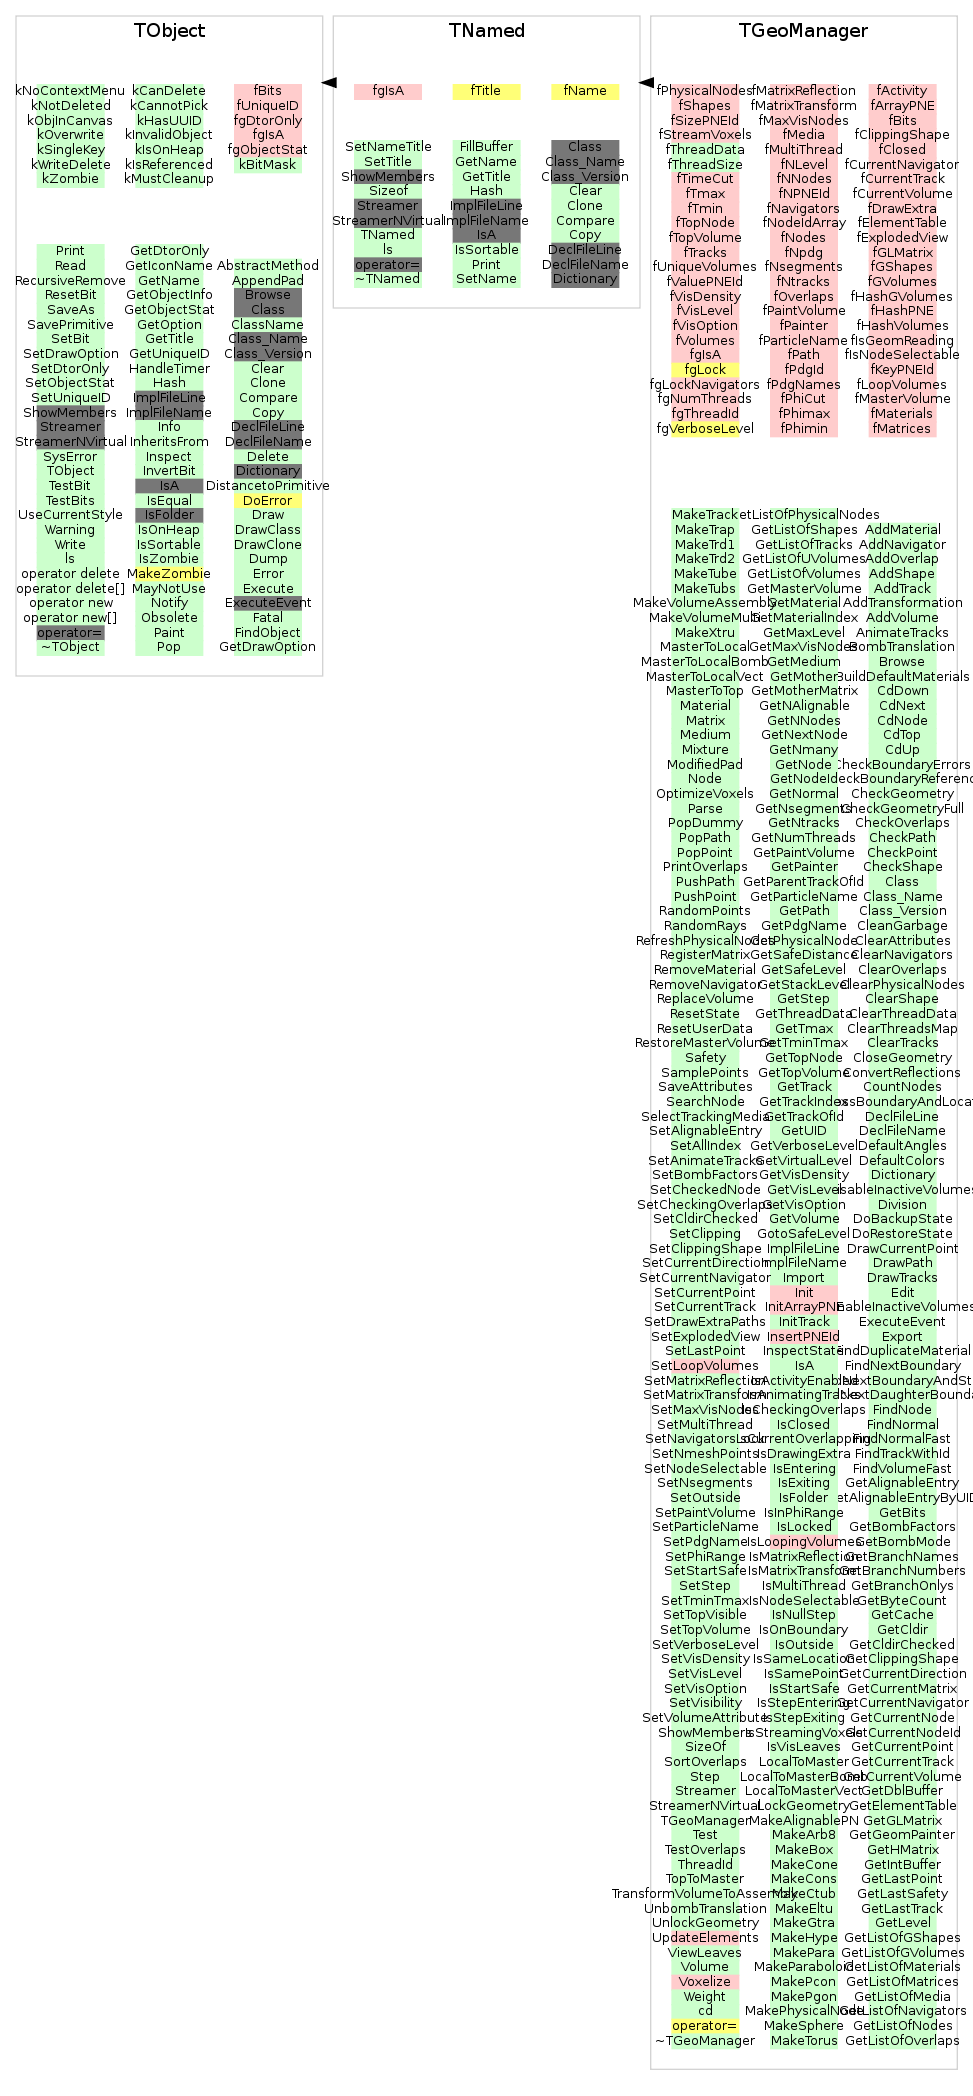 TObject
kNoContextMenu
kNotDeleted
kObjInCanvas
kOverwrite
kSingleKey
kWriteDelete
kZombie
kCanDelete
kCannotPick
kHasUUID
kInvalidObject
kIsOnHeap
kIsReferenced
kMustCleanup
fBits
fUniqueID
fgDtorOnly
fgIsA
fgObjectStat
kBitMask
Print
Read
RecursiveRemove
ResetBit
SaveAs
SavePrimitive
SetBit
SetDrawOption
SetDtorOnly
SetObjectStat
SetUniqueID
ShowMembers
Streamer
StreamerNVirtual
SysError
TObject
TestBit
TestBits
UseCurrentStyle
Warning
Write
ls
operator delete
operator delete[]
operator new
operator new[]
operator=
~TObject
GetDtorOnly
GetIconName
GetName
GetObjectInfo
GetObjectStat
GetOption
GetTitle
GetUniqueID
HandleTimer
Hash
ImplFileLine
ImplFileName
Info
InheritsFrom
Inspect
InvertBit
IsA
IsEqual
IsFolder
IsOnHeap
IsSortable
IsZombie
MakeZombie
MayNotUse
Notify
Obsolete
Paint
Pop
AbstractMethod
AppendPad
Browse
Class
ClassName
Class_Name
Class_Version
Clear
Clone
Compare
Copy
DeclFileLine
DeclFileName
Delete
Dictionary
DistancetoPrimitive
DoError
Draw
DrawClass
DrawClone
Dump
Error
Execute
ExecuteEvent
Fatal
FindObject
GetDrawOption
TNamed
fgIsA
fTitle
fName
SetNameTitle
SetTitle
ShowMembers
Sizeof
Streamer
StreamerNVirtual
TNamed
ls
operator=
~TNamed
FillBuffer
GetName
GetTitle
Hash
ImplFileLine
ImplFileName
IsA
IsSortable
Print
SetName
Class
Class_Name
Class_Version
Clear
Clone
Compare
Copy
DeclFileLine
DeclFileName
Dictionary
TGeoManager
fPhysicalNodes
fShapes
fSizePNEId
fStreamVoxels
fThreadData
fThreadSize
fTimeCut
fTmax
fTmin
fTopNode
fTopVolume
fTracks
fUniqueVolumes
fValuePNEId
fVisDensity
fVisLevel
fVisOption
fVolumes
fgIsA
fgLock
fgLockNavigators
fgNumThreads
fgThreadId
fgVerboseLevel
fMatrixReflection
fMatrixTransform
fMaxVisNodes
fMedia
fMultiThread
fNLevel
fNNodes
fNPNEId
fNavigators
fNodeIdArray
fNodes
fNpdg
fNsegments
fNtracks
fOverlaps
fPaintVolume
fPainter
fParticleName
fPath
fPdgId
fPdgNames
fPhiCut
fPhimax
fPhimin
fActivity
fArrayPNE
fBits
fClippingShape
fClosed
fCurrentNavigator
fCurrentTrack
fCurrentVolume
fDrawExtra
fElementTable
fExplodedView
fGLMatrix
fGShapes
fGVolumes
fHashGVolumes
fHashPNE
fHashVolumes
fIsGeomReading
fIsNodeSelectable
fKeyPNEId
fLoopVolumes
fMasterVolume
fMaterials
fMatrices
MakeTrack
MakeTrap
MakeTrd1
MakeTrd2
MakeTube
MakeTubs
MakeVolumeAssembly
MakeVolumeMulti
MakeXtru
MasterToLocal
MasterToLocalBomb
MasterToLocalVect
MasterToTop
Material
Matrix
Medium
Mixture
ModifiedPad
Node
OptimizeVoxels
Parse
PopDummy
PopPath
PopPoint
PrintOverlaps
PushPath
PushPoint
RandomPoints
RandomRays
RefreshPhysicalNodes
RegisterMatrix
RemoveMaterial
RemoveNavigator
ReplaceVolume
ResetState
ResetUserData
RestoreMasterVolume
Safety
SamplePoints
SaveAttributes
SearchNode
SelectTrackingMedia
SetAlignableEntry
SetAllIndex
SetAnimateTracks
SetBombFactors
SetCheckedNode
SetCheckingOverlaps
SetCldirChecked
SetClipping
SetClippingShape
SetCurrentDirection
SetCurrentNavigator
SetCurrentPoint
SetCurrentTrack
SetDrawExtraPaths
SetExplodedView
SetLastPoint
SetLoopVolumes
SetMatrixReflection
SetMatrixTransform
SetMaxVisNodes
SetMultiThread
SetNavigatorsLock
SetNmeshPoints
SetNodeSelectable
SetNsegments
SetOutside
SetPaintVolume
SetParticleName
SetPdgName
SetPhiRange
SetStartSafe
SetStep
SetTminTmax
SetTopVisible
SetTopVolume
SetVerboseLevel
SetVisDensity
SetVisLevel
SetVisOption
SetVisibility
SetVolumeAttribute
ShowMembers
SizeOf
SortOverlaps
Step
Streamer
StreamerNVirtual
TGeoManager
Test
TestOverlaps
ThreadId
TopToMaster
TransformVolumeToAssembly
UnbombTranslation
UnlockGeometry
UpdateElements
ViewLeaves
Volume
Voxelize
Weight
cd
operator=
~TGeoManager
etListOfPhysicalNodes
GetListOfShapes
GetListOfTracks
GetListOfUVolumes
GetListOfVolumes
GetMasterVolume
GetMaterial
GetMaterialIndex
GetMaxLevel
GetMaxVisNodes
GetMedium
GetMother
GetMotherMatrix
GetNAlignable
GetNNodes
GetNextNode
GetNmany
GetNode
GetNodeId
GetNormal
GetNsegments
GetNtracks
GetNumThreads
GetPaintVolume
GetPainter
GetParentTrackOfId
GetParticleName
GetPath
GetPdgName
GetPhysicalNode
GetSafeDistance
GetSafeLevel
GetStackLevel
GetStep
GetThreadData
GetTmax
GetTminTmax
GetTopNode
GetTopVolume
GetTrack
GetTrackIndex
GetTrackOfId
GetUID
GetVerboseLevel
GetVirtualLevel
GetVisDensity
GetVisLevel
GetVisOption
GetVolume
GotoSafeLevel
ImplFileLine
ImplFileName
Import
Init
InitArrayPNE
InitTrack
InsertPNEId
InspectState
IsA
IsActivityEnabled
IsAnimatingTracks
IsCheckingOverlaps
IsClosed
IsCurrentOverlapping
IsDrawingExtra
IsEntering
IsExiting
IsFolder
IsInPhiRange
IsLocked
IsLoopingVolumes
IsMatrixReflection
IsMatrixTransform
IsMultiThread
IsNodeSelectable
IsNullStep
IsOnBoundary
IsOutside
IsSameLocation
IsSamePoint
IsStartSafe
IsStepEntering
IsStepExiting
IsStreamingVoxels
IsVisLeaves
LocalToMaster
LocalToMasterBomb
LocalToMasterVect
LockGeometry
MakeAlignablePN
MakeArb8
MakeBox
MakeCone
MakeCons
MakeCtub
MakeEltu
MakeGtra
MakeHype
MakePara
MakeParaboloid
MakePcon
MakePgon
MakePhysicalNode
MakeSphere
MakeTorus
AddMaterial
AddNavigator
AddOverlap
AddShape
AddTrack
AddTransformation
AddVolume
AnimateTracks
BombTranslation
Browse
BuildDefaultMaterials
CdDown
CdNext
CdNode
CdTop
CdUp
CheckBoundaryErrors
eckBoundaryReferenc
CheckGeometry
CheckGeometryFull
CheckOverlaps
CheckPath
CheckPoint
CheckShape
Class
Class_Name
Class_Version
CleanGarbage
ClearAttributes
ClearNavigators
ClearOverlaps
ClearPhysicalNodes
ClearShape
ClearThreadData
ClearThreadsMap
ClearTracks
CloseGeometry
ConvertReflections
CountNodes
ssBoundaryAndLocat
DeclFileLine
DeclFileName
DefaultAngles
DefaultColors
Dictionary
isableInactiveVolumes
Division
DoBackupState
DoRestoreState
DrawCurrentPoint
DrawPath
DrawTracks
Edit
nableInactiveVolumes
ExecuteEvent
Export
FindDuplicateMaterial
FindNextBoundary
NextBoundaryAndSt
NextDaughterBounda
FindNode
FindNormal
FindNormalFast
FindTrackWithId
FindVolumeFast
GetAlignableEntry
etAlignableEntryByUID
GetBits
GetBombFactors
GetBombMode
GetBranchNames
GetBranchNumbers
GetBranchOnlys
GetByteCount
GetCache
GetCldir
GetCldirChecked
GetClippingShape
GetCurrentDirection
GetCurrentMatrix
GetCurrentNavigator
GetCurrentNode
GetCurrentNodeId
GetCurrentPoint
GetCurrentTrack
GetCurrentVolume
GetDblBuffer
GetElementTable
GetGLMatrix
GetGeomPainter
GetHMatrix
GetIntBuffer
GetLastPoint
GetLastSafety
GetLastTrack
GetLevel
GetListOfGShapes
GetListOfGVolumes
GetListOfMaterials
GetListOfMatrices
GetListOfMedia
GetListOfNavigators
GetListOfNodes
GetListOfOverlaps